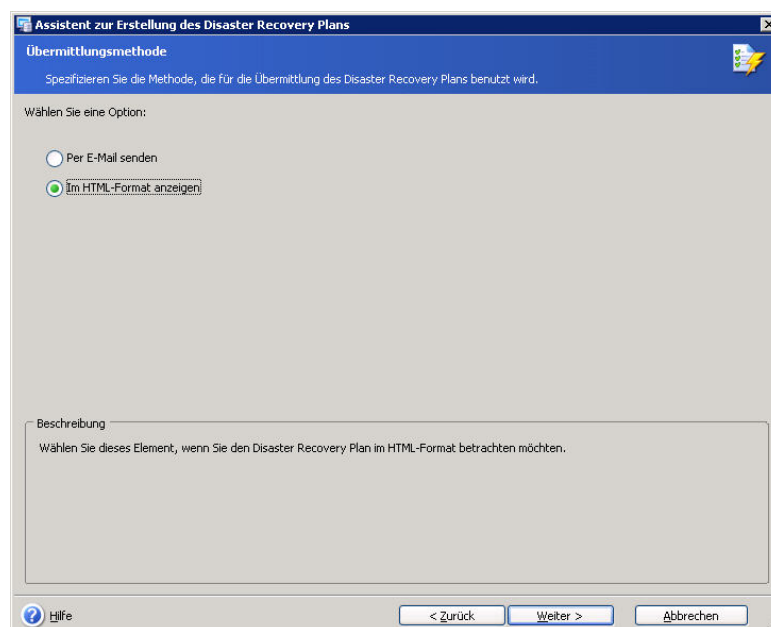 Assistent zur Erstellung des Disaster Recovery Plans
Übermittlungsmethode
Spezifizieren Sie die Methode, die für die Übermittlung des Disaster Recovery Plans benutzt wird.
Wählen Sie eine Option:
Per E-Mail senden
Im HTML-Format anzeigen
Beschreibung
Wählen Sie dieses Element, wenn Sie den Disaster Recovery Plan im HTML-Format betrachten möchten.
Hilfe
< Zurück
Weiter >
Abbrechen